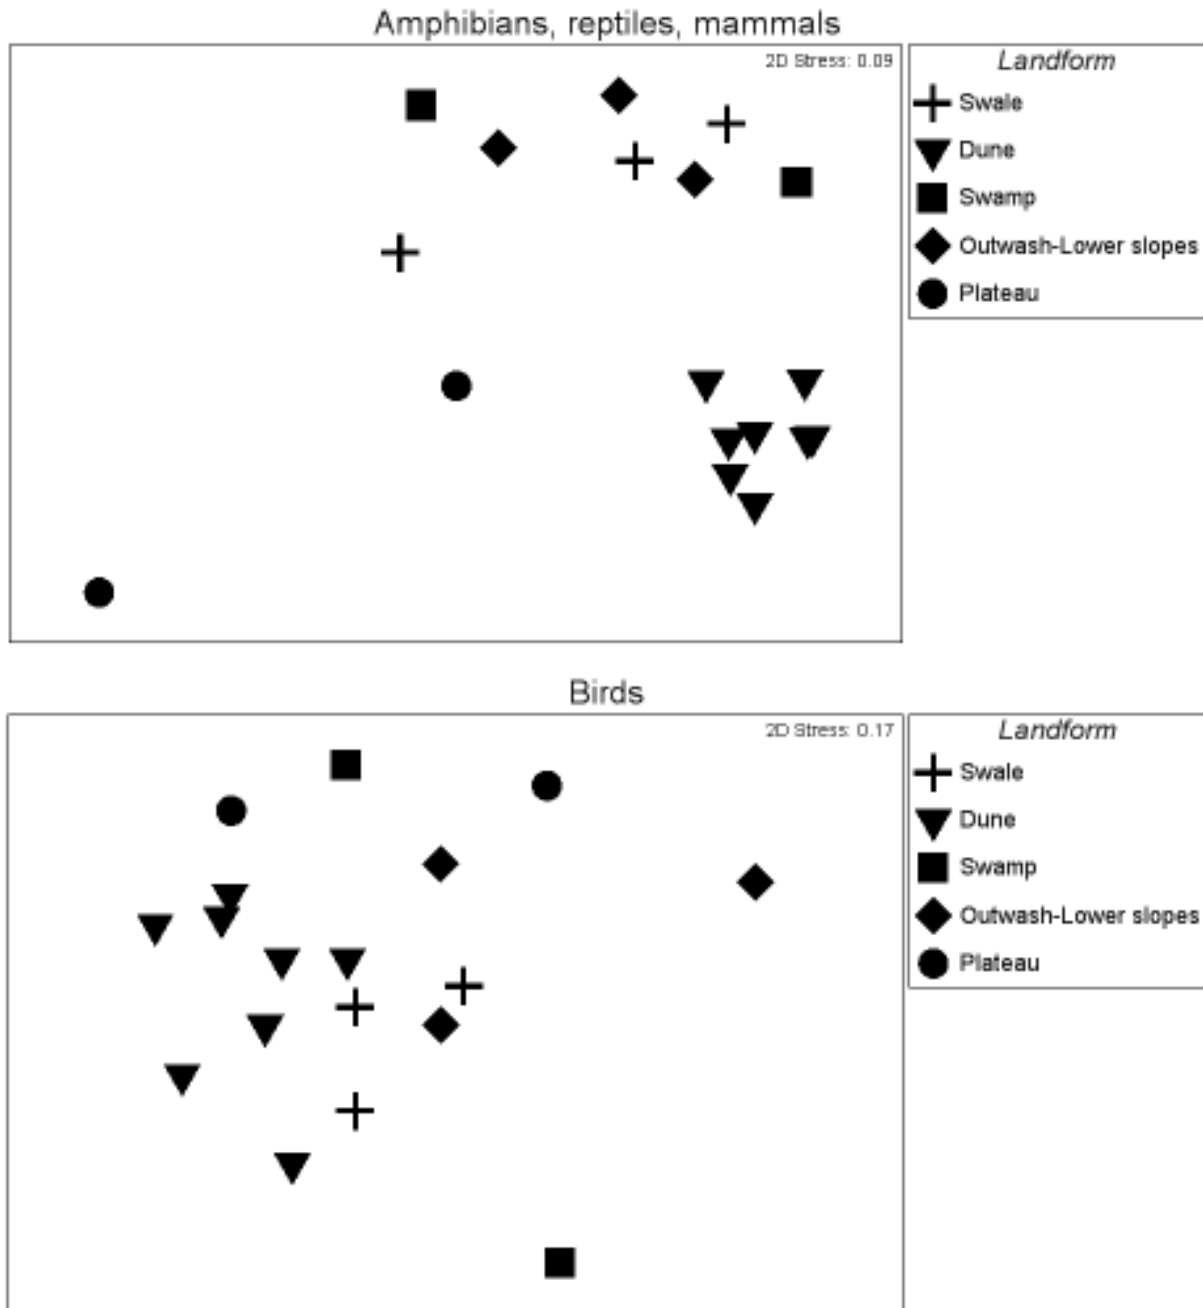 Amphibians, reptiles, mammals
2D Stress: 0.09
Landform
Swale
Dune
Swamp
Outwash-Lower slopes
Plateau
Birds
2D Stress: 0.17
Landform
Swale
Dune
Swamp
Outwash-Lower slopes
Plateau